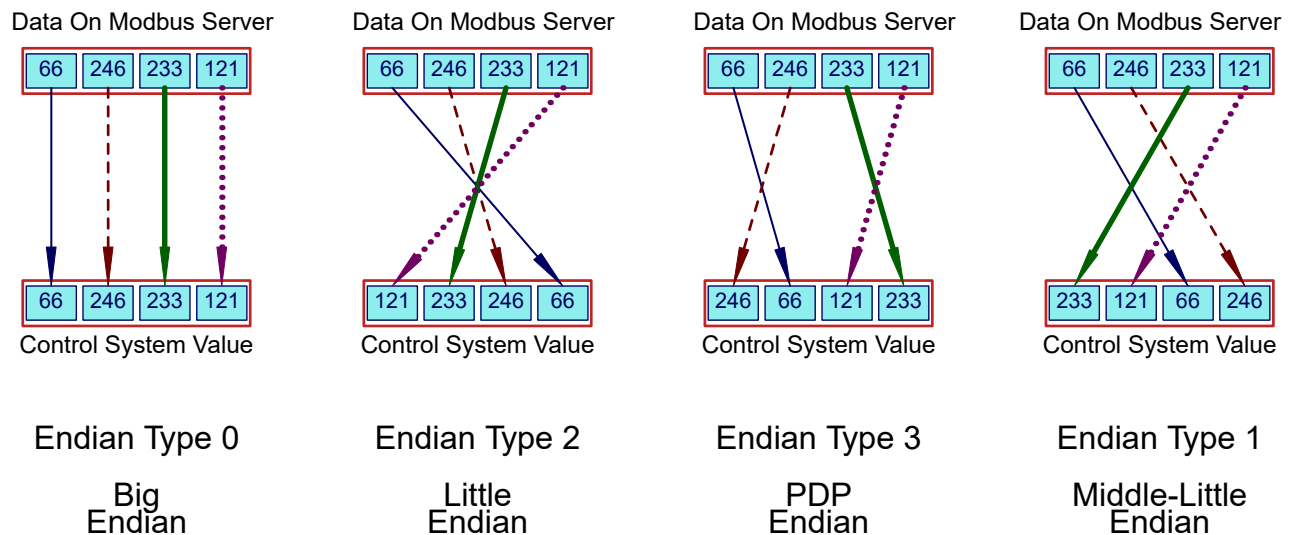 Data On Modbus Server
66 246 233 121
66 246 233 121
Control System Value
Endian Type 0
Big
Endian
Data On Modbus Server
66 246 233 121
121 233 246 66
Control System Value
Endian Type 2
Little
Endian
Data On Modbus Server
66 246 233 121
246 66 121 233
Control System Value
Endian Type 3
PDP
Endian
Data On Modbus Server
66 246 233 121
233 121 66 246
Control System Value
Endian Type 1
Middle-Little
Endian